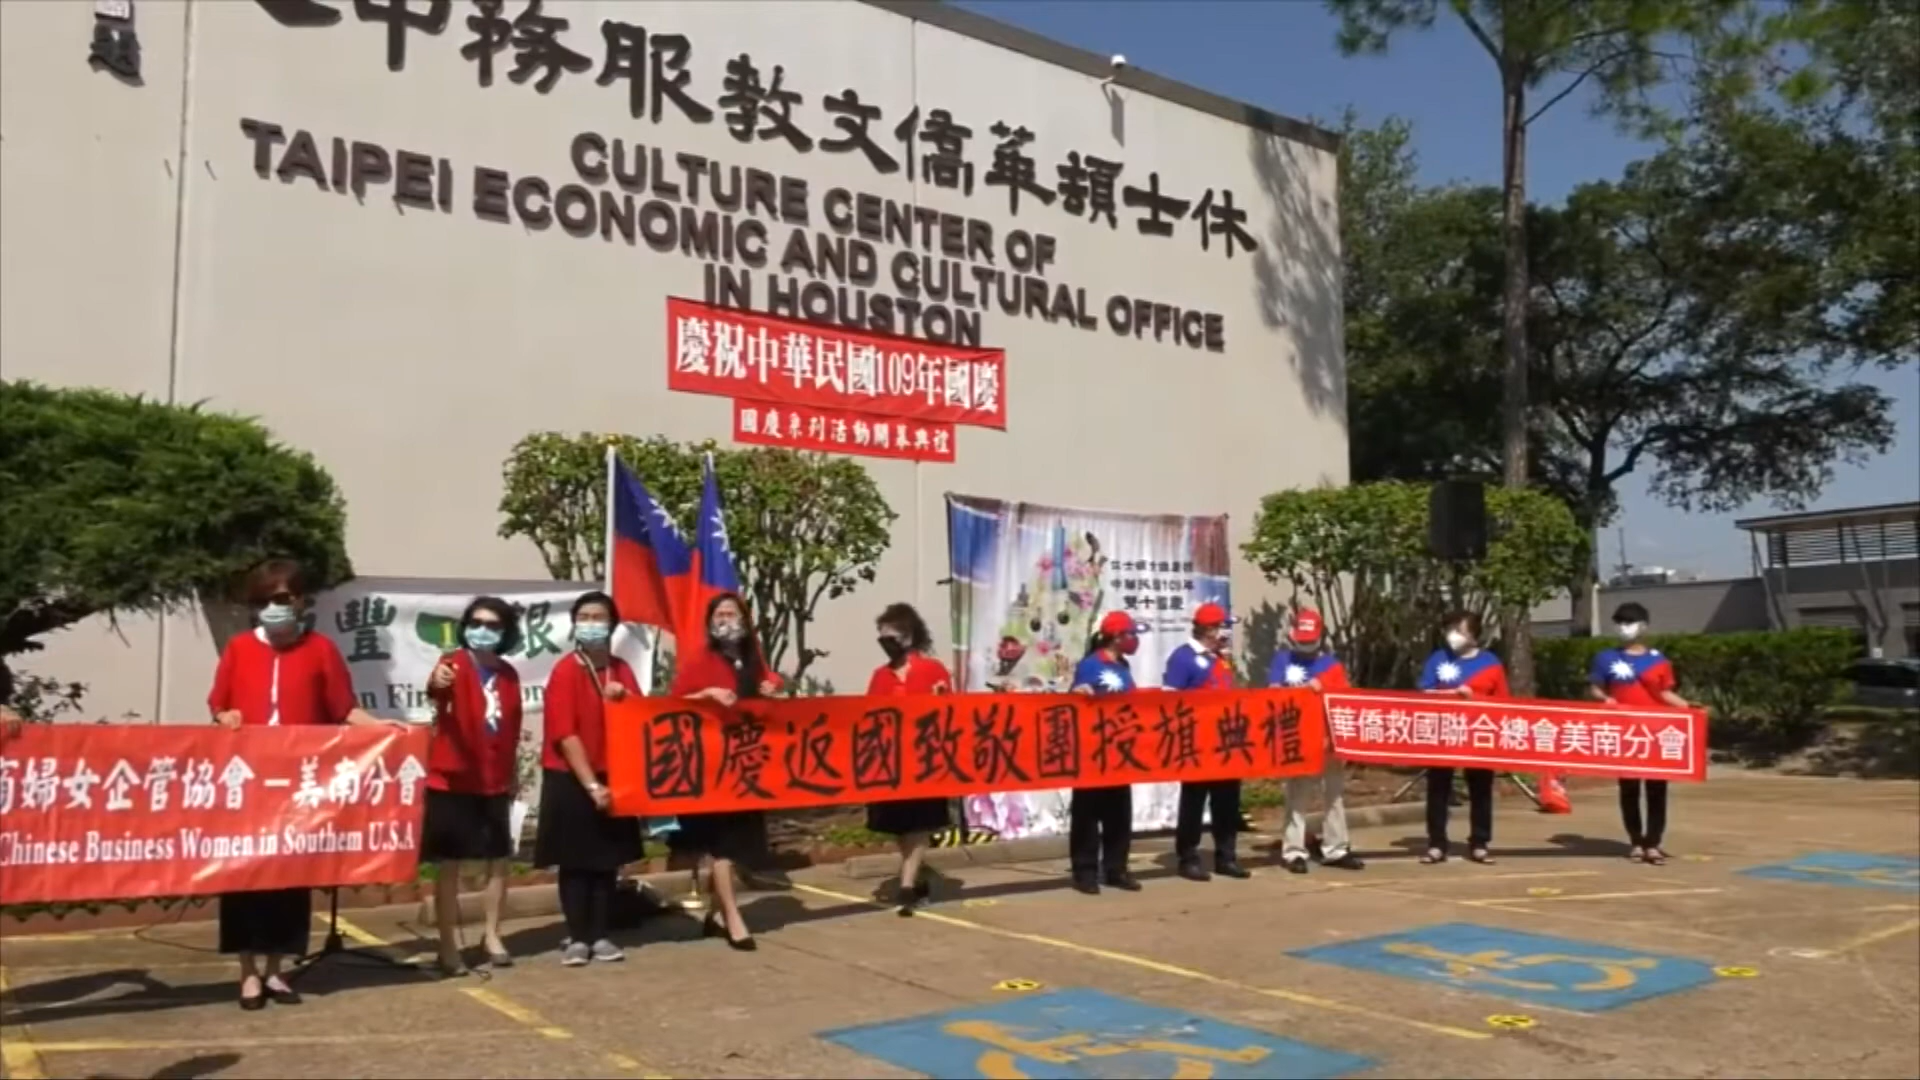 中務服教文僑華頓士休
CULTURE CENTER OF
TAIPEI ECONOMIC AND CULTURAL OFFICE
IN HOUSTON
慶祝中華民國109年國慶
國慶系列活動開幕典禮
中華民國109年
雙十國慶
豐 銀
n Fin
國慶返國致敬團授旗典禮
華僑救國聯合總會美南分會
婦女企管協會－美南分會
Chinese Business Women in Southern U.S.A